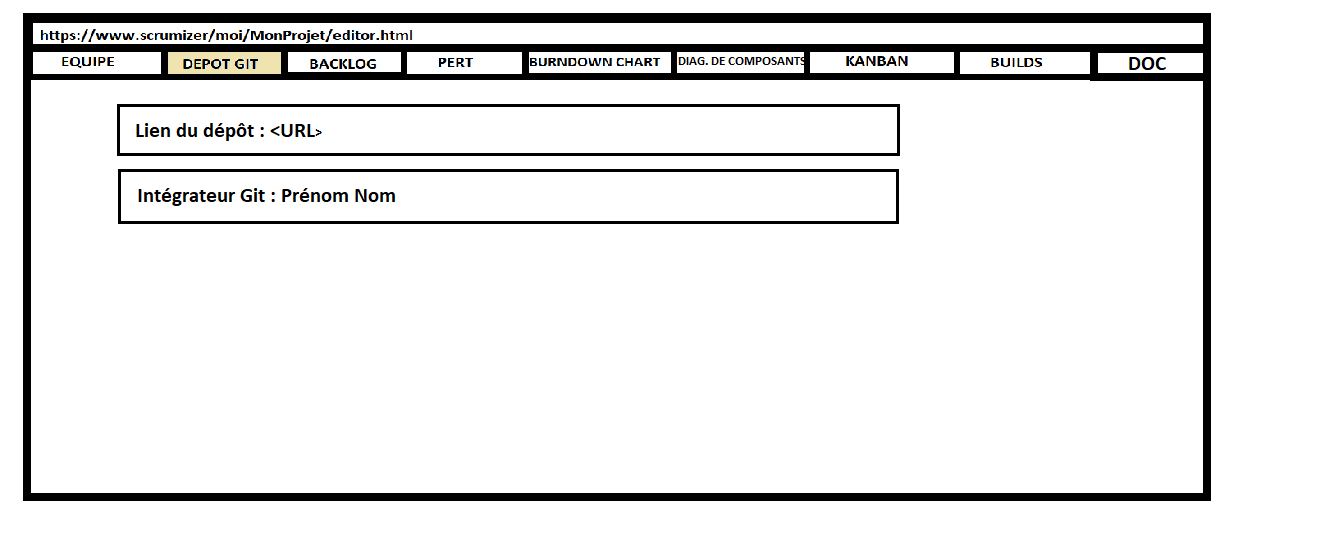 https://www.scrumizer/moi/MonProjet/editor.html
EQUIPE DEPOT GIT BACKLOG PERT BURNDOWN CHART DIAG. DE COMPOSANTS KANBAN BUILDS DOC
Lien du dépôt : <URL>
Intégrateur Git : Prénom Nom